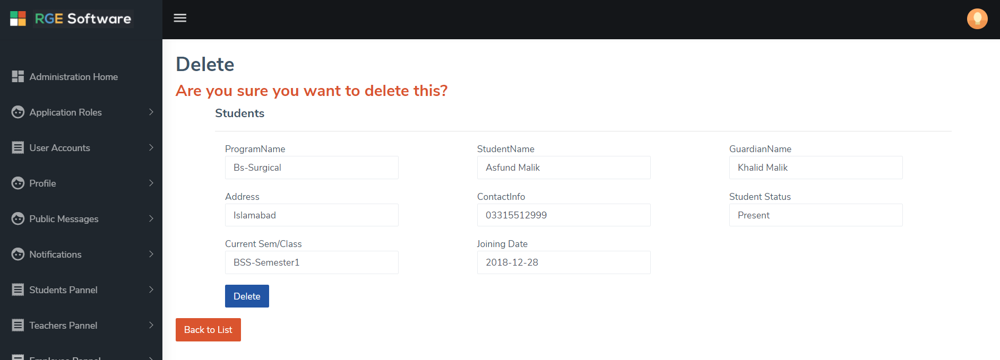 RGE Software
Administration Home
Application Roles
User Accounts
Profile
Public Messages
Notifications
Students Pannel
Teachers Pannel
Employee Pannel
Delete
Are you sure you want to delete this?
Students
ProgramName StudentName GuardianName
Bs-Surgical Asfund Malik Khalid Malik
Address ContactInfo Student Status
Islamabad 03315512999 Present
Current Sem/Class Joining Date
BSS-Semester1 2018-12-28
Delete
Back to List